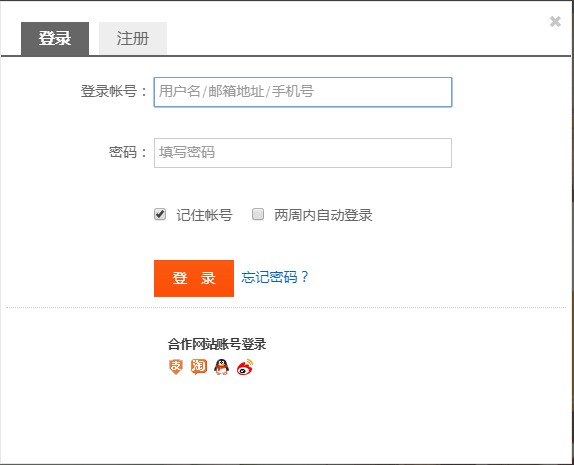 登录 注册
登录帐号： 用户名/邮箱地址/手机号
密码： 填写密码
记住帐号 两周内自动登录
登 录 忘记密码？
合作网站账号登录
支 淘